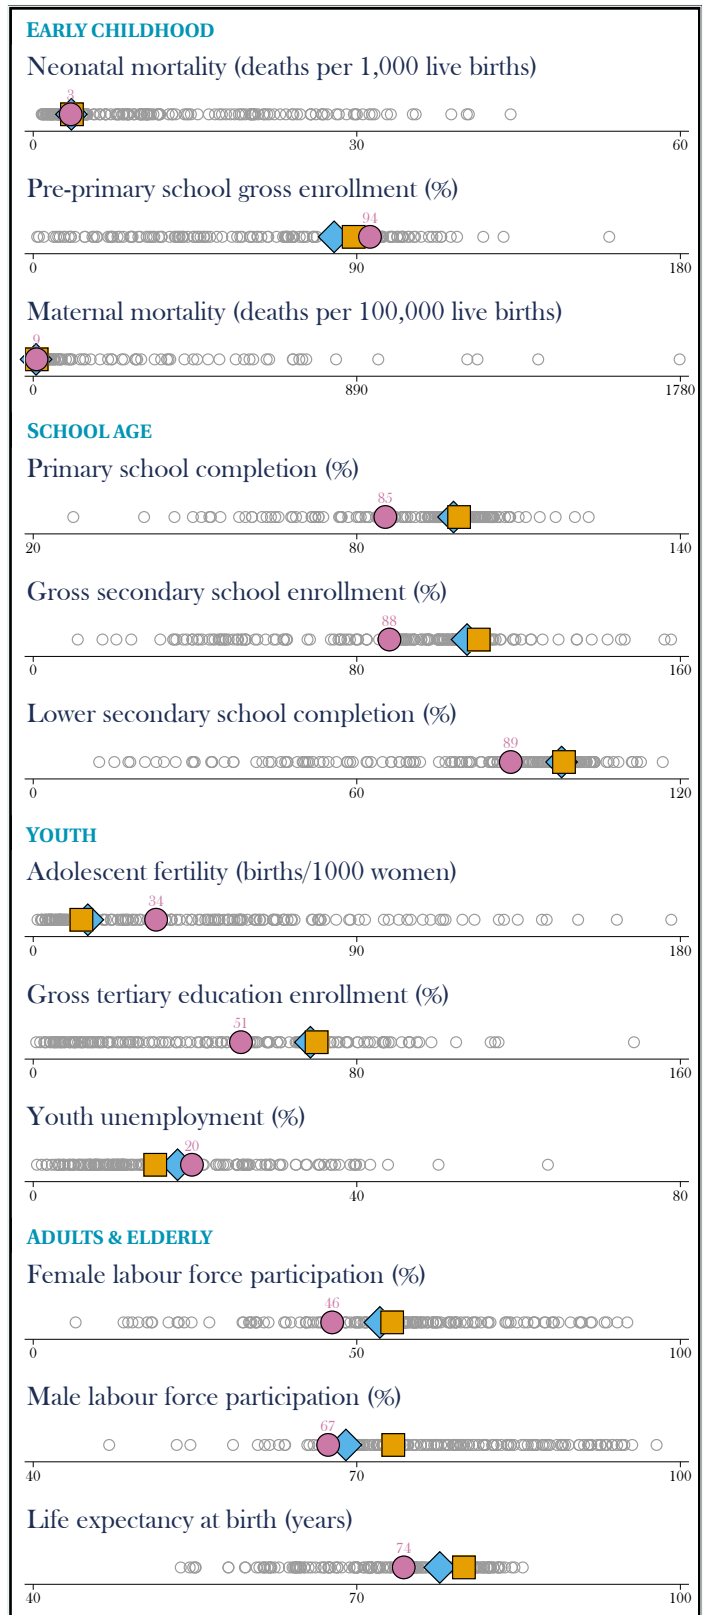 EARLY CHILDHOOD
Neonatal mortality (deaths per 1,000 live births)
3
0 30 60
Pre-primary school gross enrollment (%)
94
0 90 180
Maternal mortality (deaths per 100,000 live births)
9
0 890 1780
SCHOOL AGE
Primary school completion (%)
85
20 80 140
Gross secondary school enrollment (%)
88
0 80 160
Lower secondary school completion (%)
89
0 60 120
YOUTH
Adolescent fertility (births/1000 women)
34
0 90 180
Gross tertiary education enrollment (%)
51
0 80 160
Youth unemployment (%)
20
0 40 80
ADULTS & ELDERLY
Female labour force participation (%)
46
0 50 100
Male labour force participation (%)
67
40 70 100
Life expectancy at birth (years)
74
40 70 100